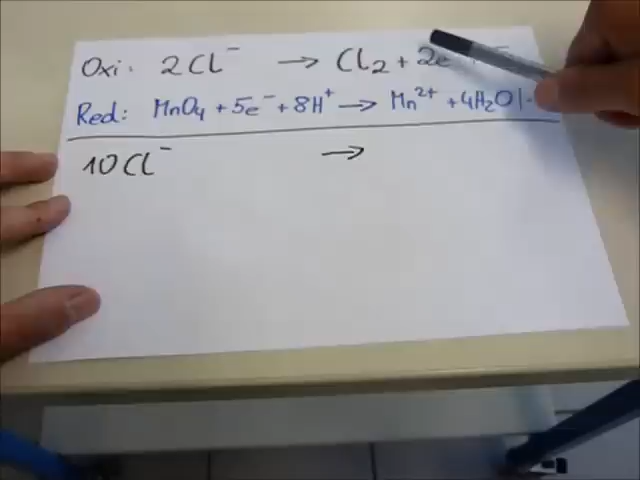 Oxi: 2Cl⁻ → Cl₂ + 2e
Red: MnO₄ + 5e⁻ + 8H⁺ → Mn²⁺ + 4H₂O |·
10Cl⁻ →